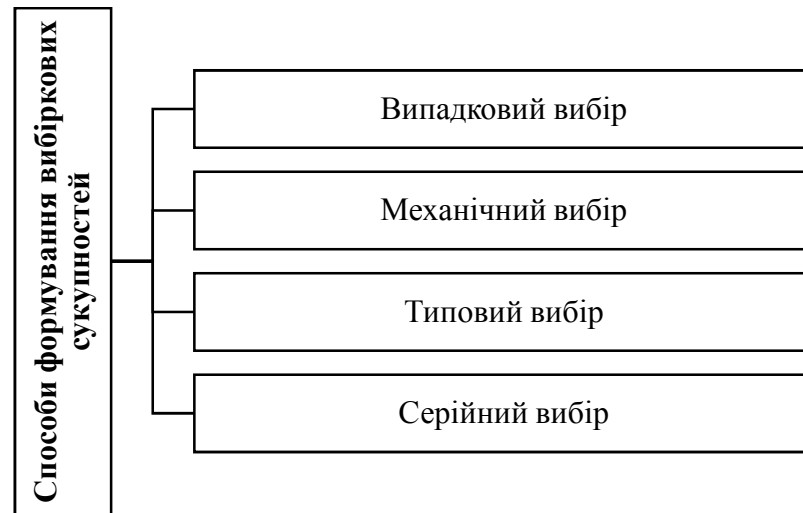 Способи формування вибіркових
сукупностей
Випадковий вибір
Механічний вибір
Типовий вибір
Серійний вибір